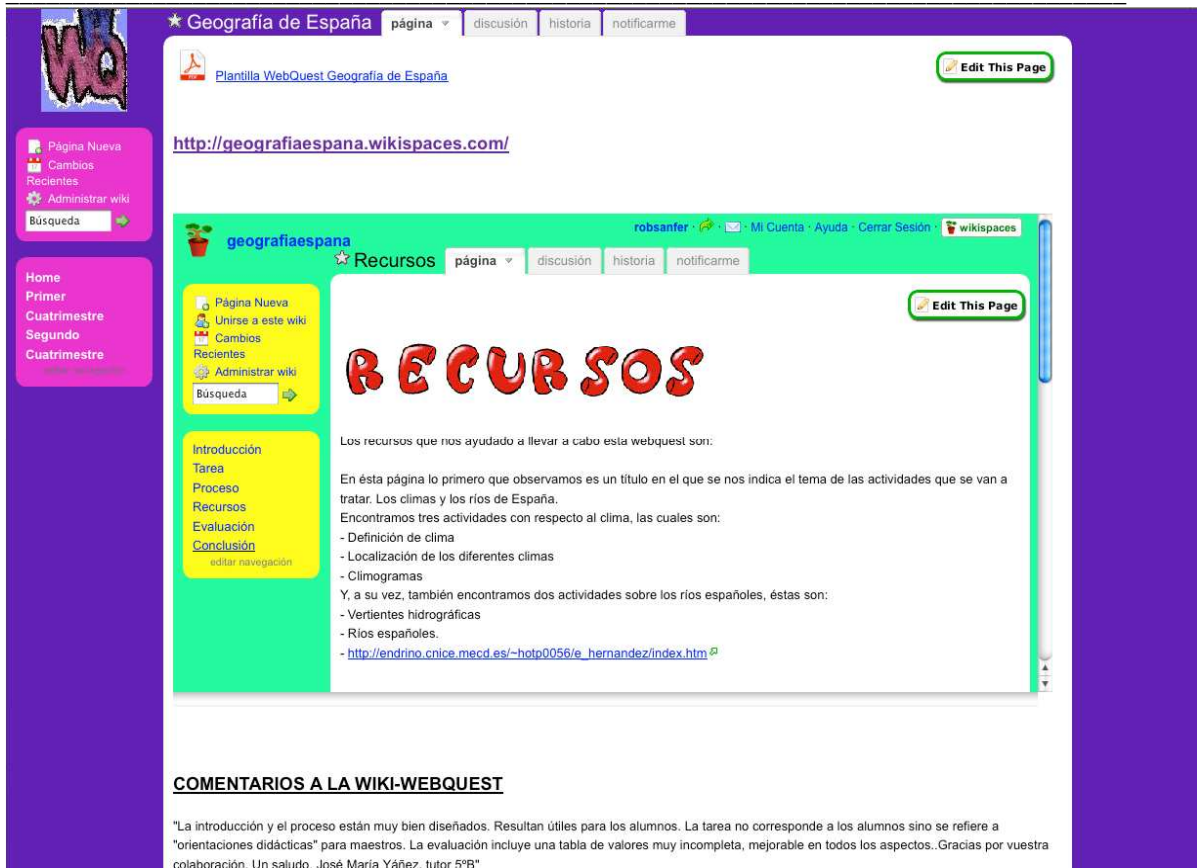 Geografía de España página discusión historia notificarme
Plantilla WebQuest Geografía de España
Edit This Page
http://geografiaespana.wikispaces.com/
Página Nueva
Cambios
Recientes
Administrar wiki
Búsqueda
Home
Primer
Cuatrimestre
Segundo
Cuatrimestre
geografiaespana
robsanfer · Mi Cuenta · Ayuda · Cerrar Sesión · wikispaces
Recursos página discusión historia notificarme
Edit This Page
Página Nueva
Unirse a este wiki
Cambios
Recientes
Administrar wiki
Búsqueda
Introducción
Tarea
Proceso
Recursos
Evaluación
Conclusión
editar navegación
RECURSOS
Los recursos que nos ayudado a llevar a cabo esta webquest son:
En ésta página lo primero que observamos es un título en el que se nos indica el tema de las actividades que se van a
tratar. Los climas y los ríos de España.
Encontramos tres actividades con respecto al clima, las cuales son:
- Definición de clima
- Localización de los diferentes climas
- Climogramas
Y, a su vez, también encontramos dos actividades sobre los ríos españoles, éstas son:
- Vertientes hidrográficas
- Ríos españoles.
- http://endrino.cnice.mecd.es/~hotp0056/e_hernandez/index.htm
COMENTARIOS A LA WIKI-WEBQUEST
"La introducción y el proceso están muy bien diseñados. Resultan útiles para los alumnos. La tarea no corresponde a los alumnos sino se refiere a
"orientaciones didácticas" para maestros. La evaluación incluye una tabla de valores muy incompleta, mejorable en todos los aspectos..Gracias por vuestra
colaboración. Un saludo. José María Yáñez, tutor 5ºB"